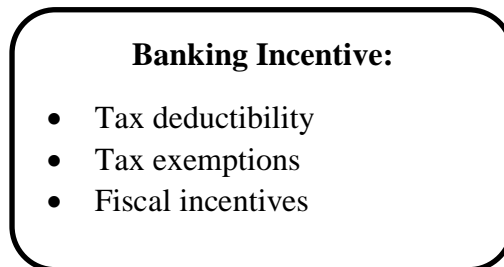 Banking Incentive:
• Tax deductibility
• Tax exemptions
• Fiscal incentives